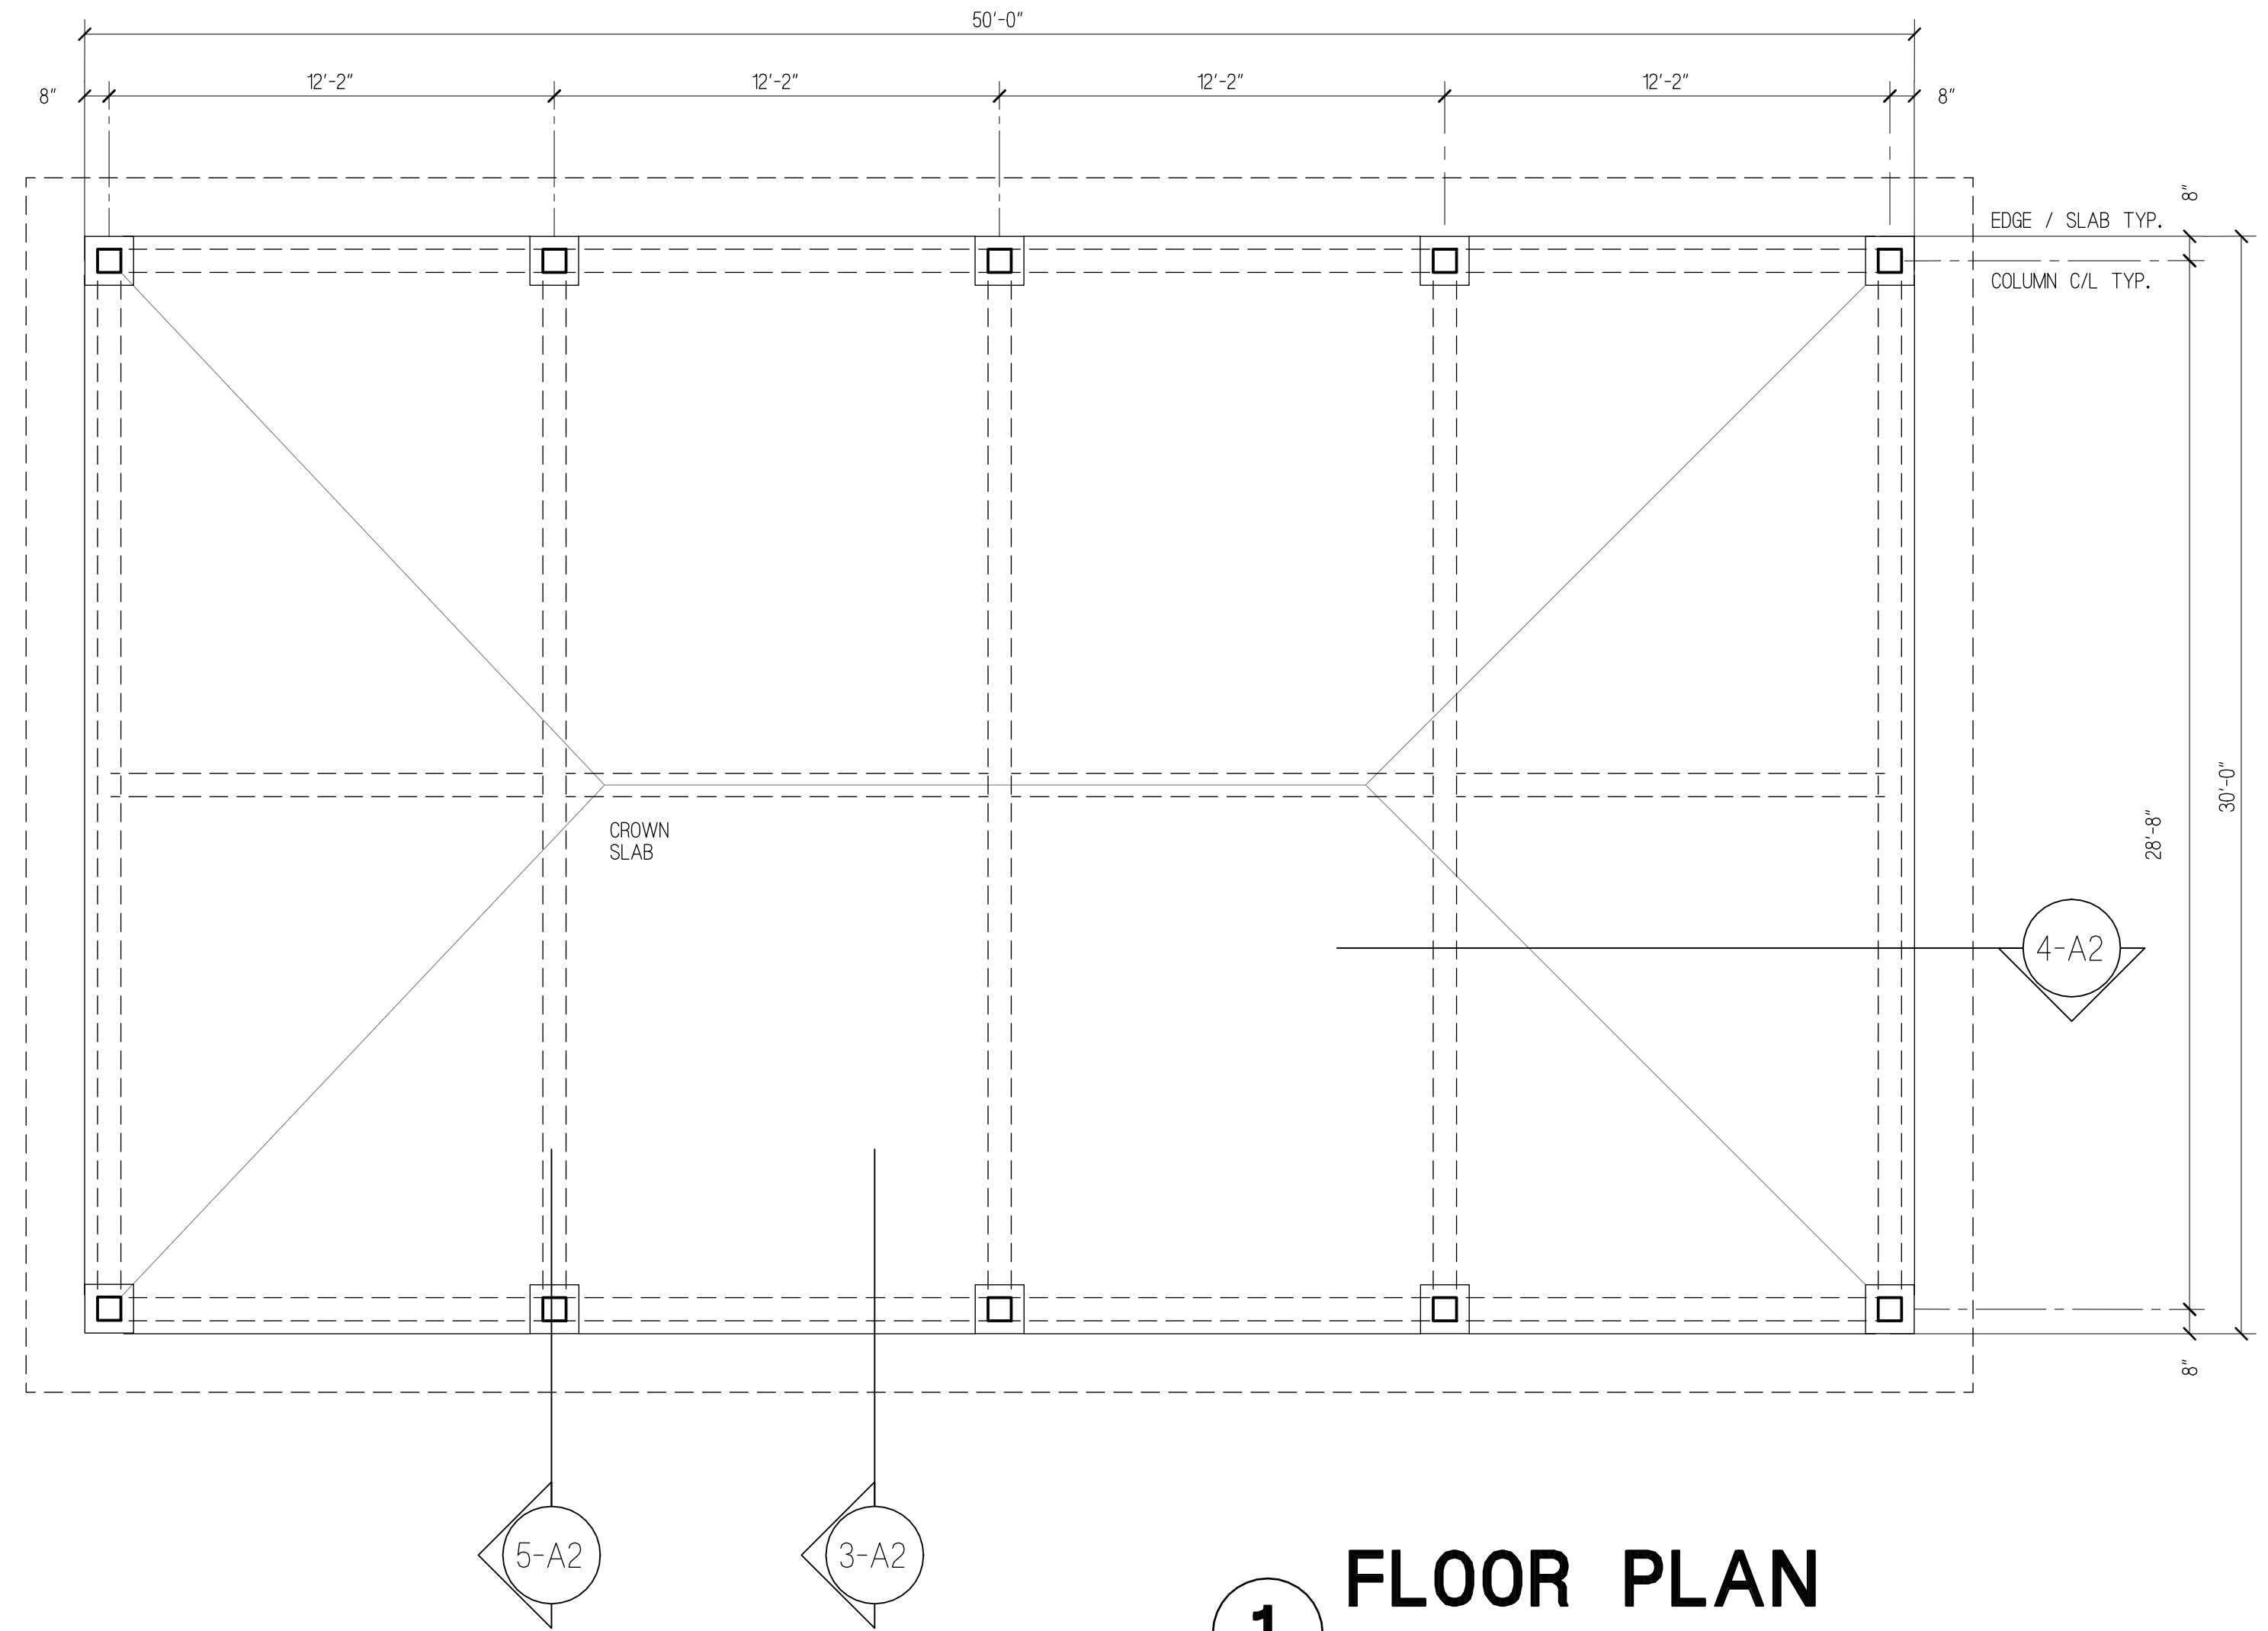 50'-0"
8"
12'-2"
12'-2"
12'-2"
12'-2"
8"
8"
EDGE / SLAB TYP.
COLUMN C/L TYP.
CROWN
SLAB
28'-8"
30'-0"
4-A2
8"
5-A2
3-A2
1
FLOOR PLAN